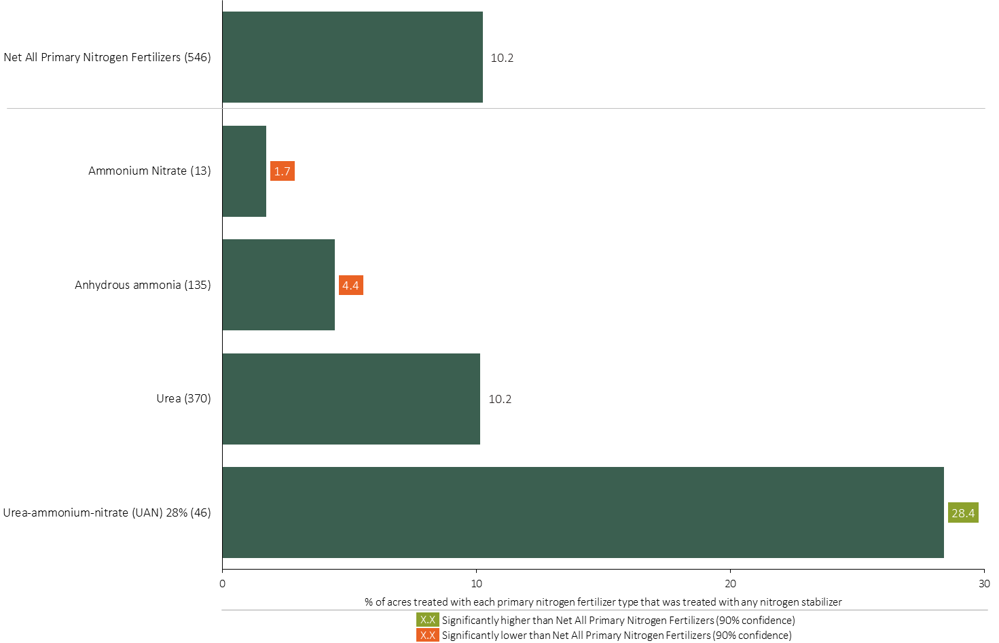 Net All Primary Nitrogen Fertilizers (546)
10.2
Ammonium Nitrate (13)
1.7
Anhydrous ammonia (135)
4.4
Urea (370)
10.2
Urea-ammonium-nitrate (UAN) 28% (46)
28.4
0 10 20 30
% of acres treated with each primary nitrogen fertilizer type that was treated with any nitrogen stabilizer
X.X Significantly higher than Net All Primary Nitrogen Fertilizers (90% confidence)
X.X Significantly lower than Net All Primary Nitrogen Fertilizers (90% confidence)